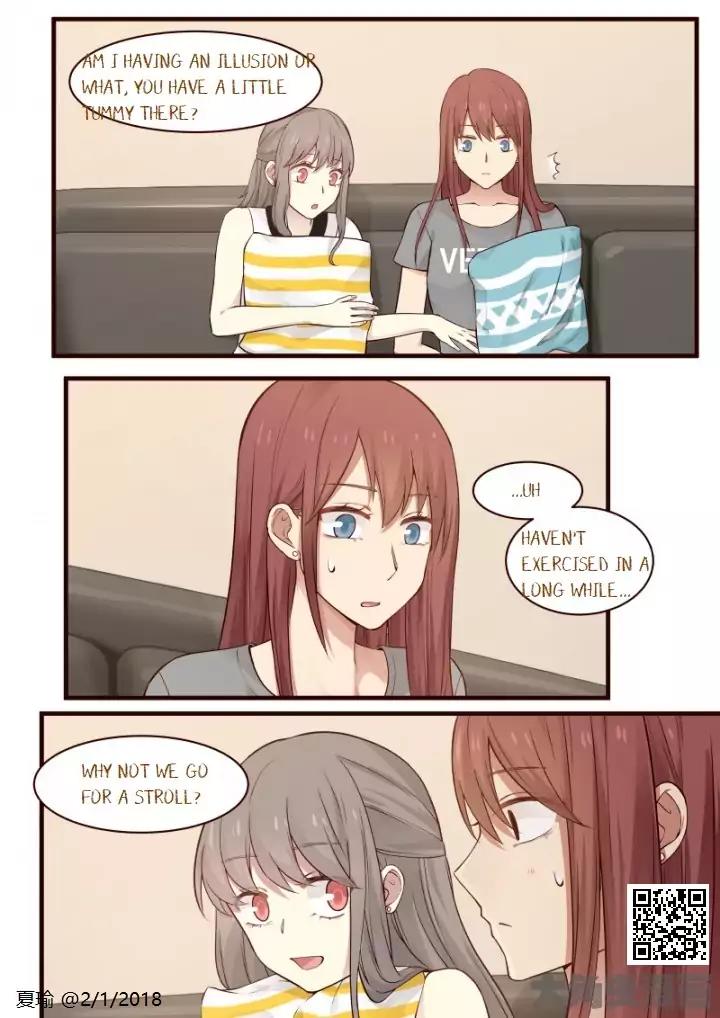 AM I HAVING AN ILLUSION OR
WHAT, YOU HAVE A LITTLE
TUMMY THERE?
VE
...UH
HAVEN'T
EXERCISED IN A
LONG WHILE...
WHY NOT WE GO
FOR A STROLL?
夏瑜 @2/1/2018